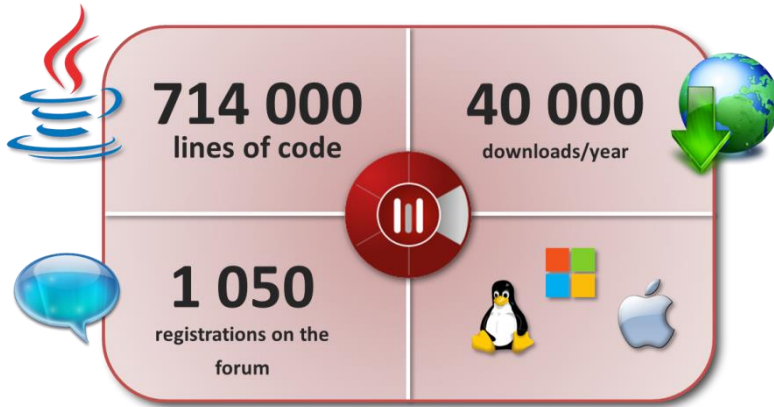 714 000
lines of code
40 000
downloads/year
1 050
registrations on the
forum